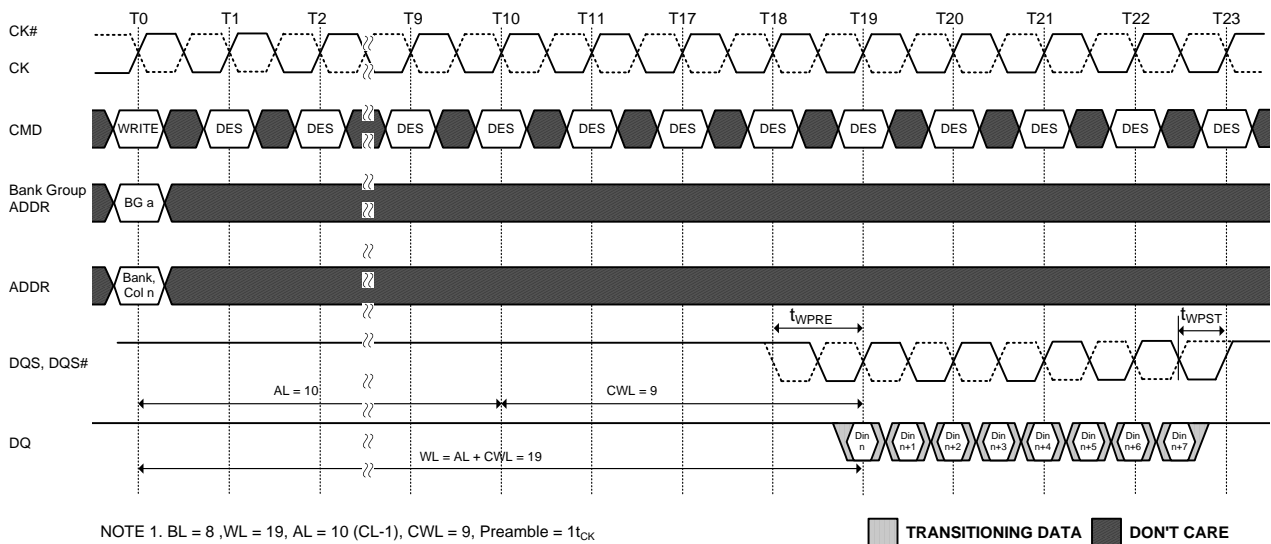 T0 T1 T2 T9 T10 T11 T17 T18 T19 T20 T21 T22 T23
CK#
CK
CMD WRITE DES DES DES DES DES DES DES DES DES DES DES DES
Bank Group
ADDR
BG a
ADDR
Bank,
Col n
tWPRE tWPST
DQS, DQS#
AL = 10 CWL = 9
DQ
Din
n
Din
n+1
Din
n+2
Din
n+3
Din
n+4
Din
n+5
Din
n+6
Din
n+7
WL = AL + CWL = 19
NOTE 1. BL = 8 ,WL = 19, AL = 10 (CL-1), CWL = 9, Preamble = 1tCK
TRANSITIONING DATA DON'T CARE